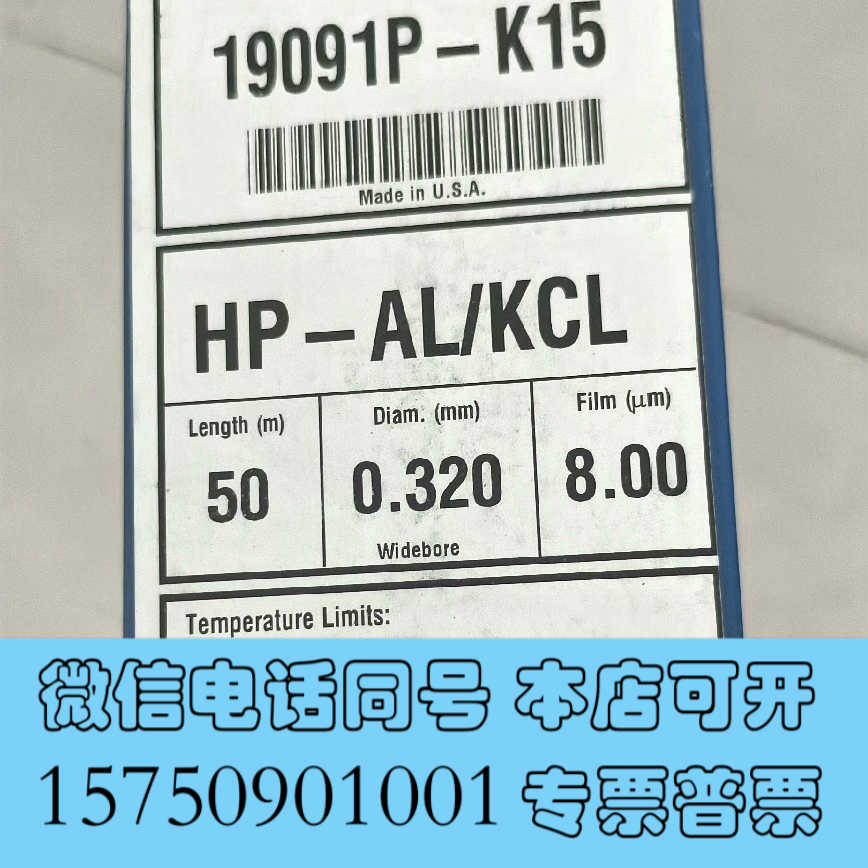 19091P-K15
Made in U.S.A.
HP-AL/KCL
Length (m) Diam. (mm) Film (μm)
50 0.320 8.00
Widebore
Temperature Limits:
微信电话同号 本店可开
15750901001 专票普票